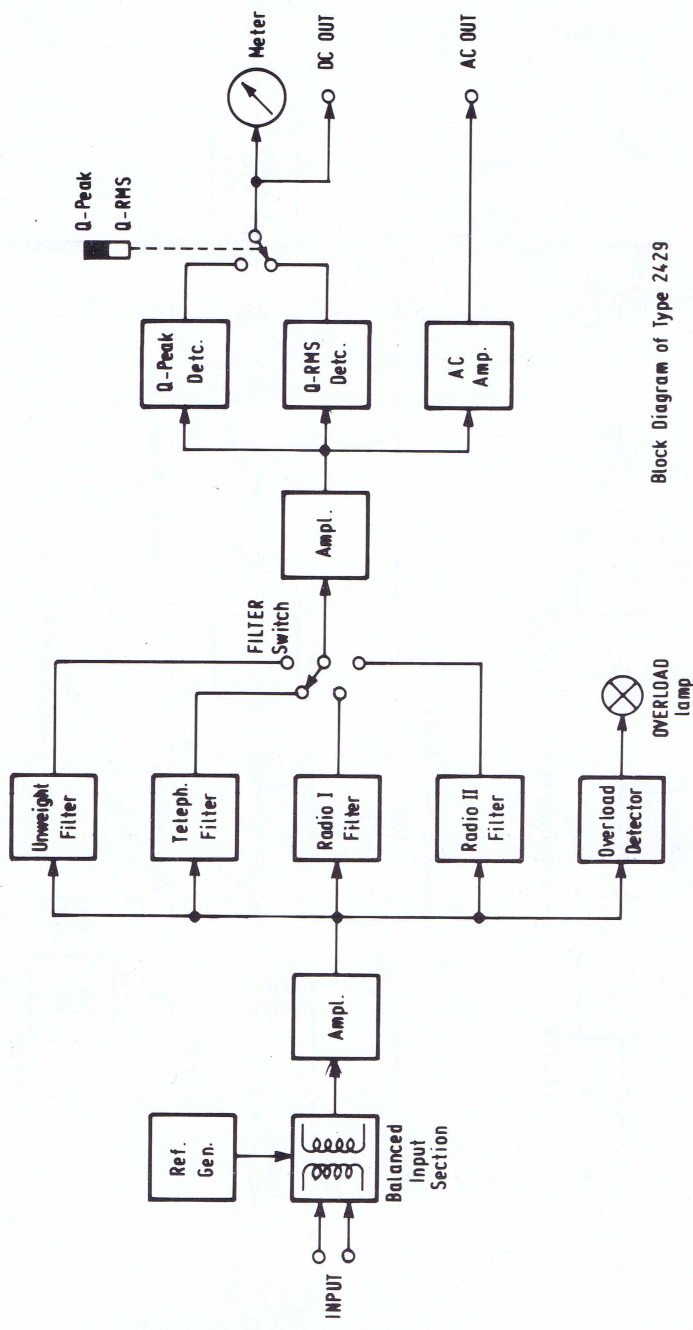 INPUT
Ref.
Gen.
Balanced
Input
Section
Ampl.
Unweight
Filter
Teleph.
Filter
Radio I
Filter
Radio II
Filter
Overload
Detector
OVERLOAD
lamp
FILTER
Switch
Ampl.
Q-Peak
Detc.
Q-RMS
Detc.
AC
Amp.
Q-Peak
Q-RMS
Meter
DC OUT
AC OUT
Block Diagram of Type 2429